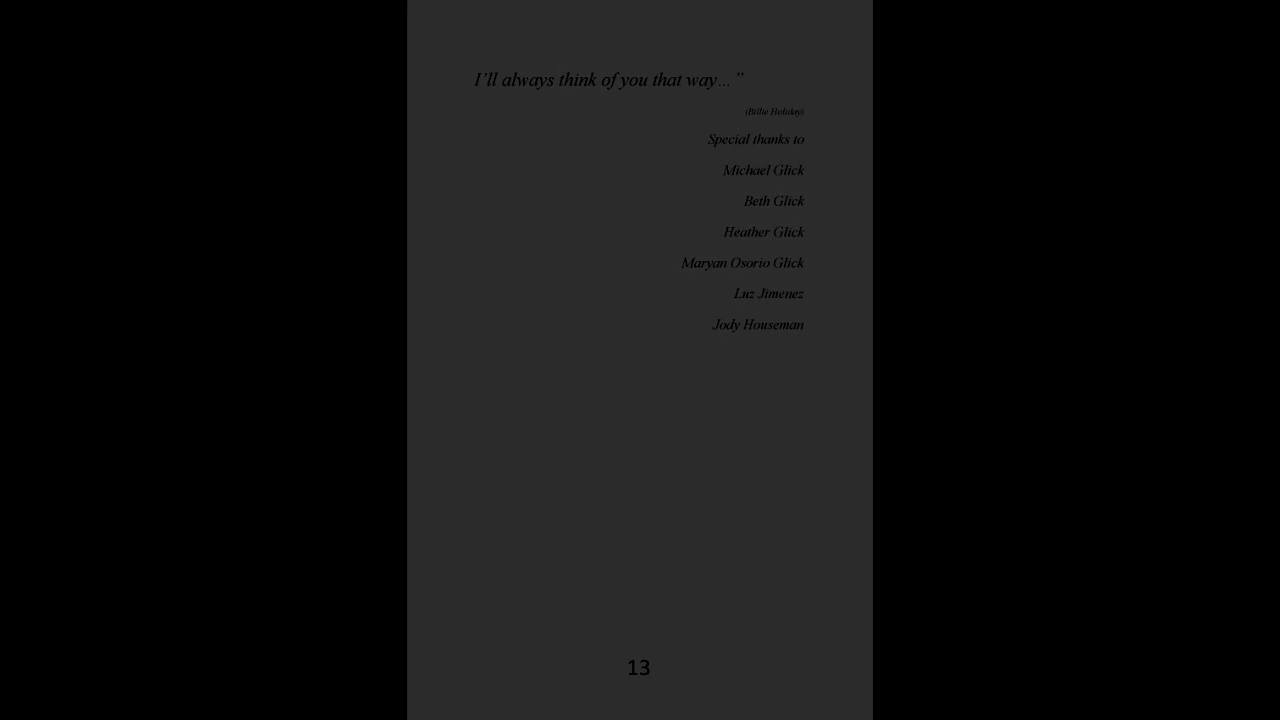 I’ll always think of you that way…”
(Billie Holiday)
Special thanks to
Michael Glick
Beth Glick
Heather Glick
Maryan Osorio Glick
Luz Jimenez
Jody Houseman
13